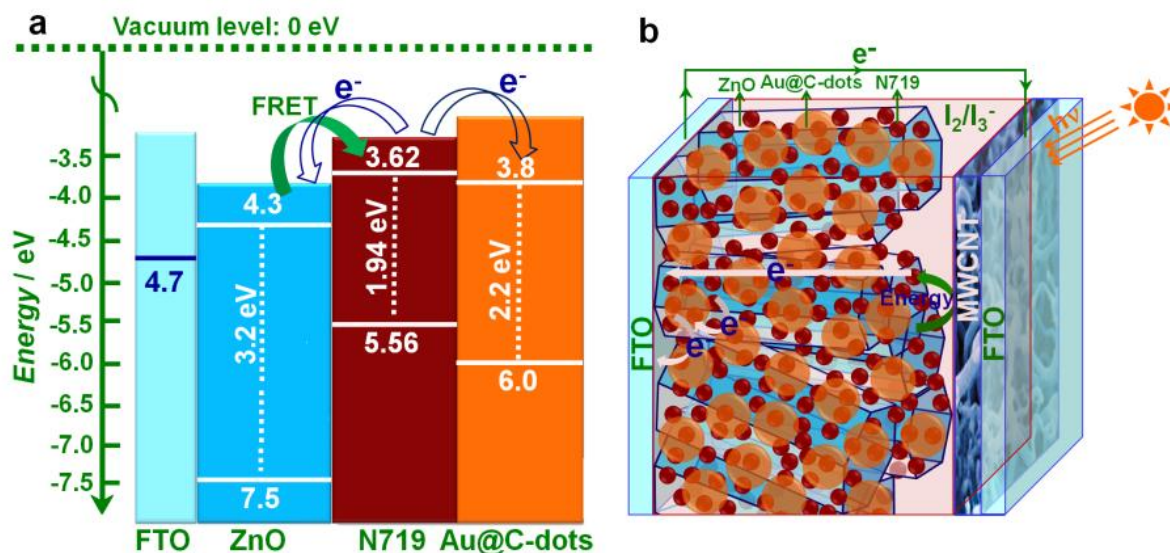 a
Vacuum level: 0 eV
e-
e-
FRET
-3.5
-4.0
-4.5
-5.0
-5.5
-6.0
-6.5
-7.0
-7.5
Energy / eV
4.7
4.3
3.2 eV
7.5
3.62
1.94 eV
5.56
3.8
2.2 eV
6.0
FTO
ZnO
N719
Au@C-dots
b
e-
ZnO
Au@C-dots
N719
I2/I3-
hν
e-
Energy
e-
e-
FTO
MWCNT
FTO